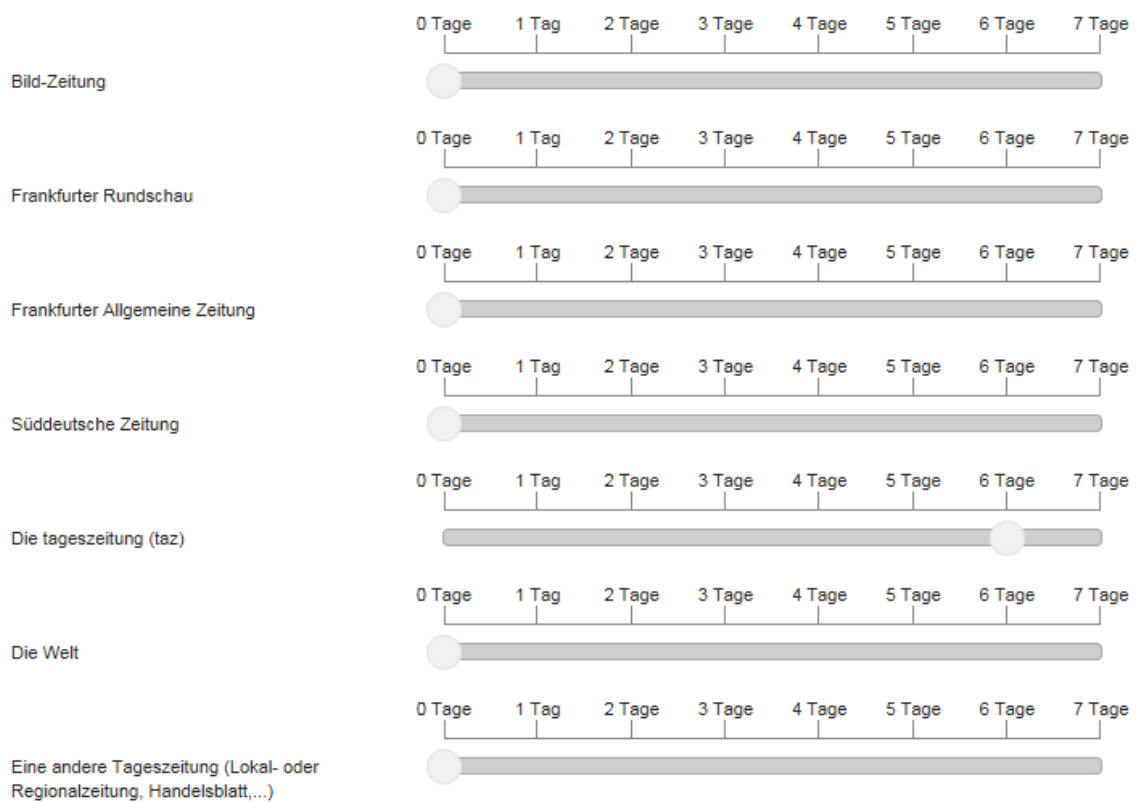 0 Tage 1 Tag 2 Tage 3 Tage 4 Tage 5 Tage 6 Tage 7 Tage
Bild-Zeitung
0 Tage 1 Tag 2 Tage 3 Tage 4 Tage 5 Tage 6 Tage 7 Tage
Frankfurter Rundschau
0 Tage 1 Tag 2 Tage 3 Tage 4 Tage 5 Tage 6 Tage 7 Tage
Frankfurter Allgemeine Zeitung
0 Tage 1 Tag 2 Tage 3 Tage 4 Tage 5 Tage 6 Tage 7 Tage
Süddeutsche Zeitung
0 Tage 1 Tag 2 Tage 3 Tage 4 Tage 5 Tage 6 Tage 7 Tage
Die tageszeitung (taz)
0 Tage 1 Tag 2 Tage 3 Tage 4 Tage 5 Tage 6 Tage 7 Tage
Die Welt
0 Tage 1 Tag 2 Tage 3 Tage 4 Tage 5 Tage 6 Tage 7 Tage
Eine andere Tageszeitung (Lokal- oder
Regionalzeitung, Handelsblatt,...)